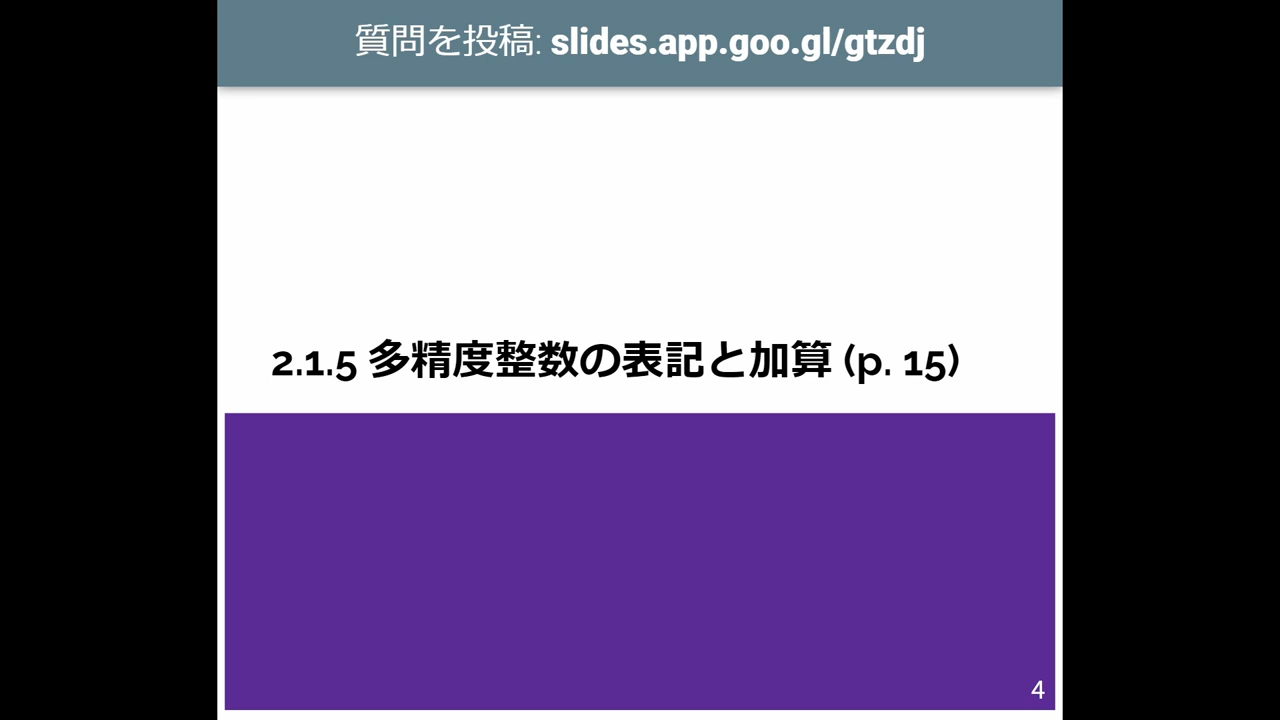 質問を投稿: slides.app.goo.gl/gtzdj
2.1.5 多精度整数の表記と加算 (p. 15)
4